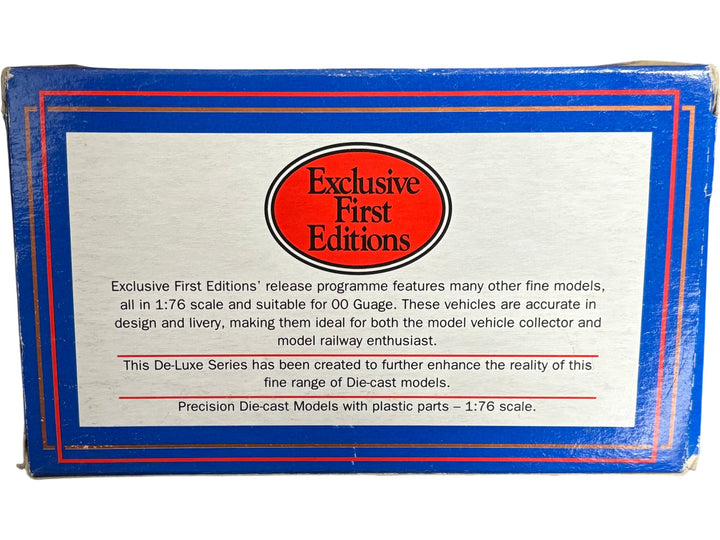 Exclusive
First
Editions
Exclusive First Editions' release programme features many other fine models,
all in 1:76 scale and suitable for 00 Guage. These vehicles are accurate in
design and livery, making them ideal for both the model vehicle collector and
model railway enthusiast.
This De-Luxe Series has been created to further enhance the reality of this
fine range of Die-cast models.
Precision Die-cast Models with plastic parts – 1:76 scale.